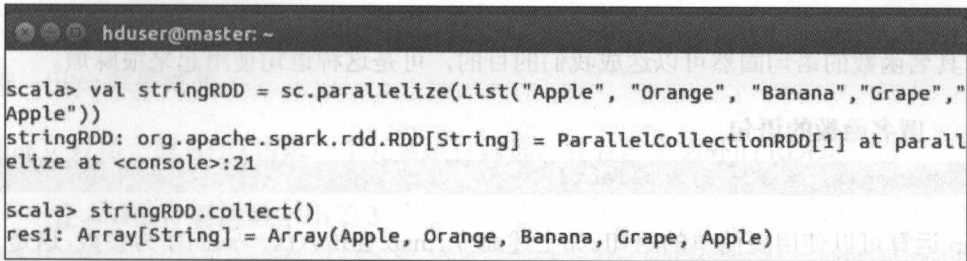 hduser@master: ~
scala> val stringRDD = sc.parallelize(List("Apple", "Orange", "Banana","Grape","
Apple"))
stringRDD: org.apache.spark.rdd.RDD[String] = ParallelCollectionRDD[1] at parall
elize at <console>:21
scala> stringRDD.collect()
res1: Array[String] = Array(Apple, Orange, Banana, Grape, Apple)